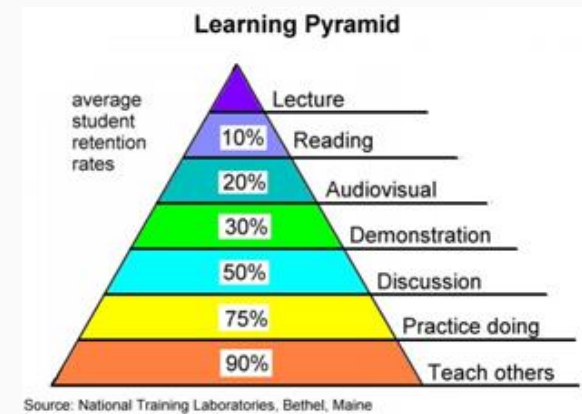 Learning Pyramid
average
student
retention
rates
Lecture
10% Reading
20% Audiovisual
30% Demonstration
50% Discussion
75% Practice doing
90% Teach others
Source: National Training Laboratories, Bethel, Maine